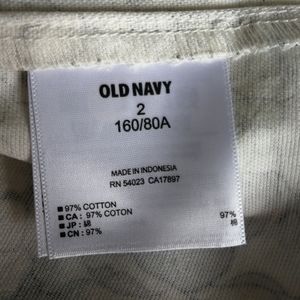 OLD NAVY
2
160/80A
MADE IN INDONESIA
RN 54023 CA17897
97% COTTON
CA: 97% COTON 97%
JP: 綿 棉
CN: 97%